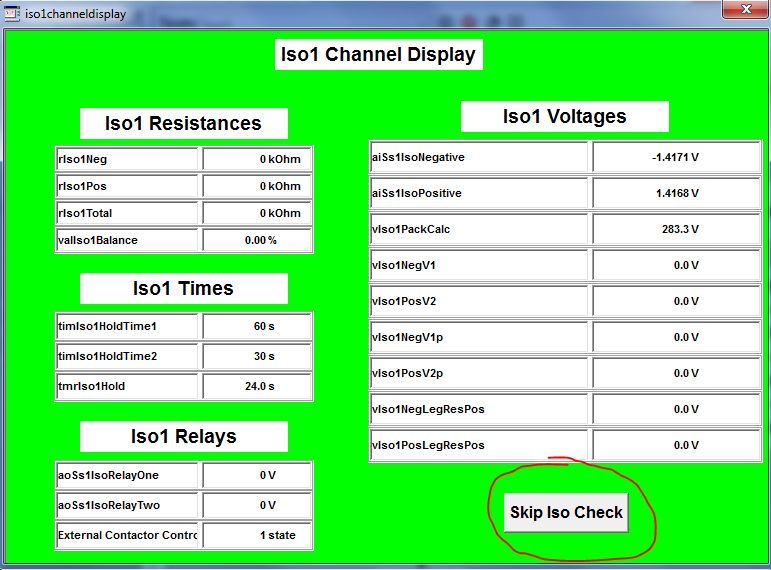 iso1channeldisplay
Iso1 Channel Display
Iso1 Resistances
rIso1Neg 0 kOhm
rIso1Pos 0 kOhm
rIso1Total 0 kOhm
valIso1Balance 0.00 %
Iso1 Times
timIso1HoldTime1 60 s
timIso1HoldTime2 30 s
tmrIso1Hold 24.0 s
Iso1 Relays
aoSs1IsoRelayOne 0 V
aoSs1IsoRelayTwo 0 V
External Contactor Contro 1 state
Iso1 Voltages
aiSs1IsoNegative -1.4171 V
aiSs1IsoPositive 1.4168 V
vIso1PackCalc 283.3 V
vIso1NegV1 0.0 V
vIso1PosV2 0.0 V
vIso1NegV1p 0.0 V
vIso1PosV2p 0.0 V
vIso1NegLegResPos 0.0 V
vIso1PosLegResPos 0.0 V
Skip Iso Check